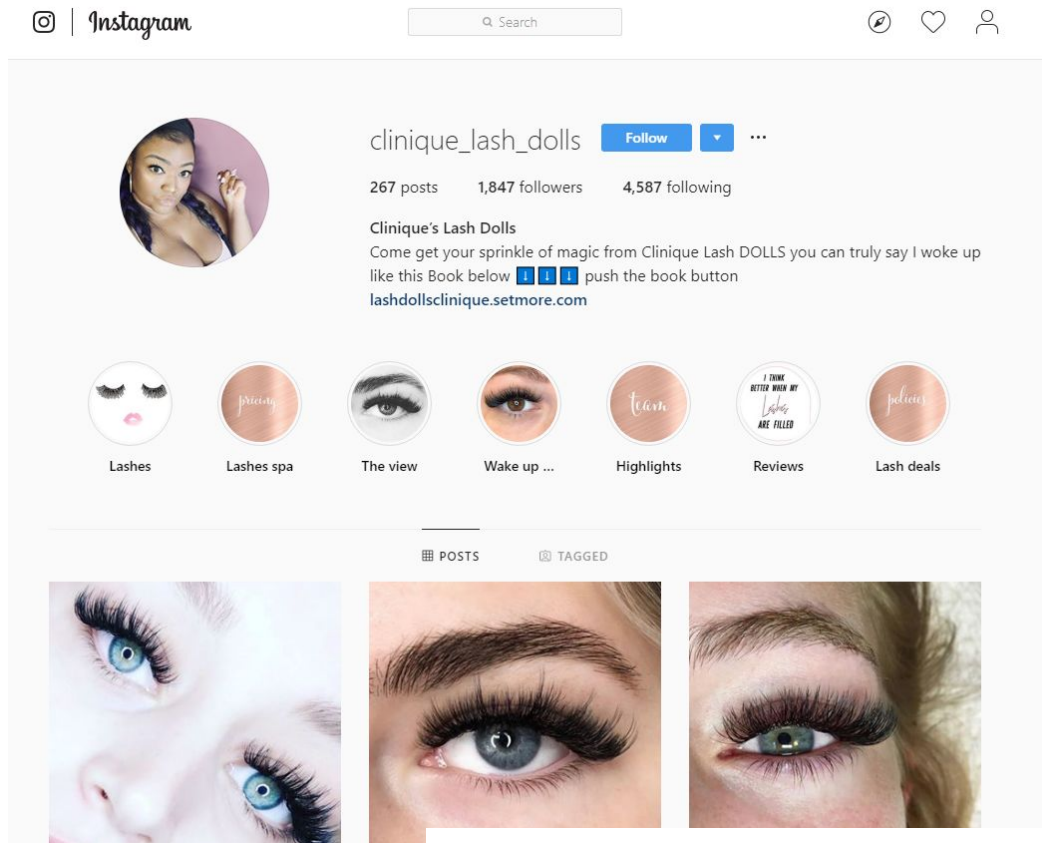 Instagram
Search
clinique_lash_dolls
Follow
267 posts 1,847 followers 4,587 following
Clinique's Lash Dolls
Come get your sprinkle of magic from Clinique Lash DOLLS you can truly say I woke up
like this Book below ⬇️⬇️⬇️ push the book button
lashdollsclinique.setmore.com
pricing
team
I THINK
BETTER WHEN MY
Lashes
ARE FILLED
policies
Lashes
Lashes spa
The view
Wake up ...
Highlights
Reviews
Lash deals
POSTS
TAGGED